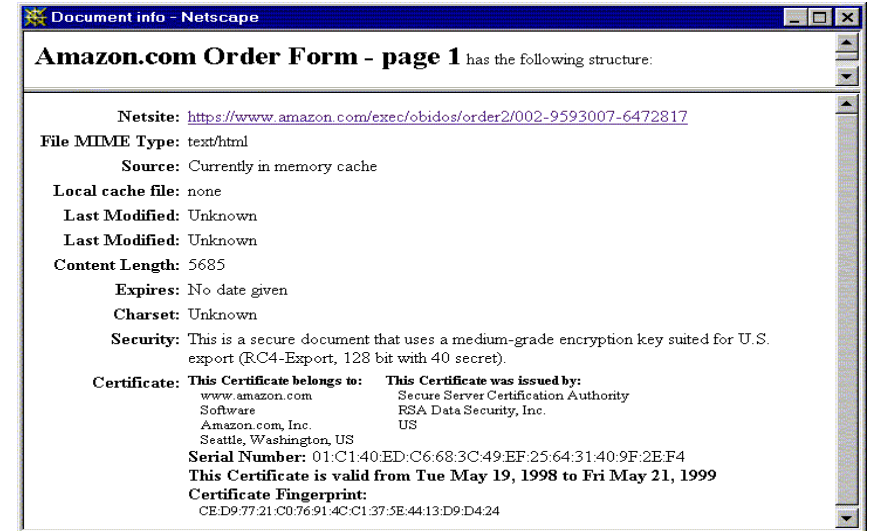 Document info - Netscape
Amazon.com Order Form - page 1 has the following structure:
Netsite: https://www.amazon.com/exec/obidos/order2/002-9593007-6472817
File MIME Type: text/html
Source: Currently in memory cache
Local cache file: none
Last Modified: Unknown
Last Modified: Unknown
Content Length: 5685
Expires: No date given
Charset: Unknown
Security: This is a secure document that uses a medium-grade encryption key suited for U.S.
export (RC4-Export, 128 bit with 40 secret).
Certificate: This Certificate belongs to: This Certificate was issued by:
www.amazon.com Secure Server Certification Authority
Software RSA Data Security, Inc.
Amazon.com, Inc. US
Seattle, Washington, US
Serial Number: 01:C1:40:ED:C6:68:3C:49:EF:25:64:31:40:9F:2E:F4
This Certificate is valid from Tue May 19, 1998 to Fri May 21, 1999
Certificate Fingerprint:
CE:D9:77:21:C0:76:91:4C:C1:37:5E:44:13:D9:D4:24